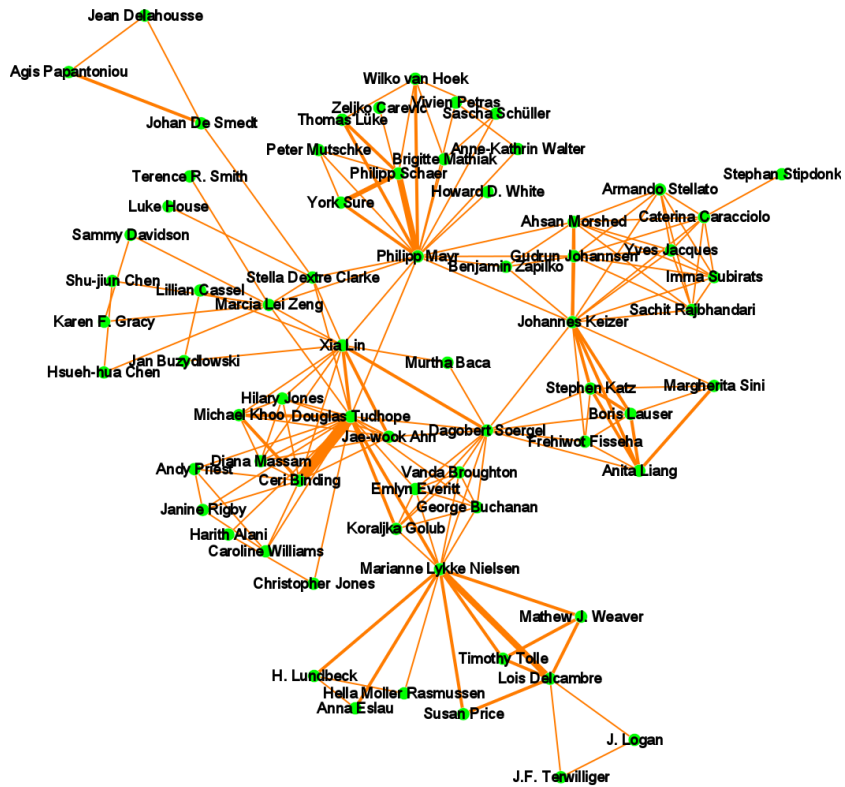 Jean Delahousse
Agis Papantoniou
Wilko van Hoek
Vivien Petras
Zeljko Carevic
Sascha Schüller
Thomas Lüke
Johan De Smedt
Peter Mutschke
Anne-Kathrin Walter
Brigitte Mathiak
Philipp Schaer
Stephan Stipdonk
Terence R. Smith
Howard D. White
Armando Stellato
York Sure
Luke House
Caterina Caracciolo
Ahsan Morshed
Sammy Davidson
Yves Jacques
Philipp Mayr
Gudrun Johannsen
Benjamin Zapilko
Imma Subirats
Stella Dextre Clarke
Shu-jiun Chen
Lillian Cassel
Marcia Lei Zeng
Sachit Rajbhandari
Karen F. Gracy
Johannes Keizer
Xia Lin
Jan Buzydlowski
Murtha Baca
Hsueh-hua Chen
Stephen Katz
Margherita Sini
Hilary Jones
Michael Khoo
Douglas Tudhope
Boris Lauser
Jae-wook Ahn
Dagobert Soergel
Frehiwot Fisseha
Diana Massam
Andy Priest
Vanda Broughton
Anita Liang
Ceri Binding
Emlyn Everitt
George Buchanan
Janine Rigby
Koraljka Golub
Harith Alani
Caroline Williams
Marianne Lykke Nielsen
Christopher Jones
Mathew J. Weaver
Timothy Tolle
H. Lundbeck
Lois Delcambre
Hella Moller Rasmussen
Anna Eslau
Susan Price
J. Logan
J.F. Terwilliger